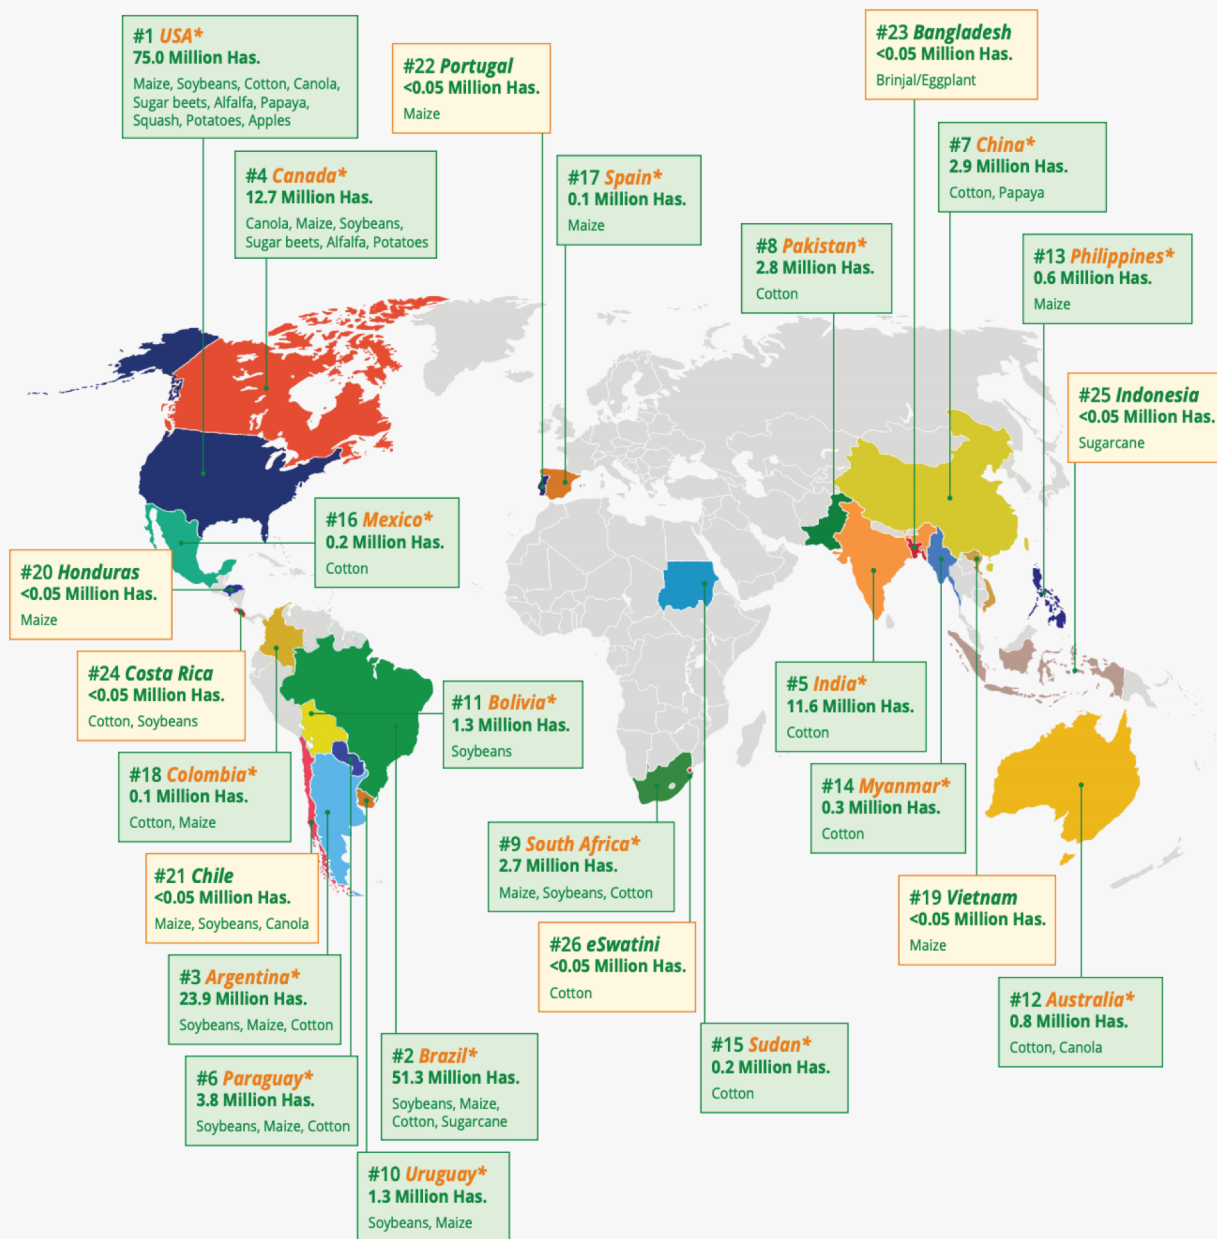 #1 USA*
75.0 Million Has.
Maize, Soybeans, Cotton, Canola,
Sugar beets, Alfalfa, Papaya,
Squash, Potatoes, Apples
#22 Portugal
<0.05 Million Has.
Maize
#23 Bangladesh
<0.05 Million Has.
Brinjal/Eggplant
#4 Canada*
12.7 Million Has.
Canola, Maize, Soybeans,
Sugar beets, Alfalfa, Potatoes
#17 Spain*
0.1 Million Has.
Maize
#7 China*
2.9 Million Has.
Cotton, Papaya
#8 Pakistan*
2.8 Million Has.
Cotton
#13 Philippines*
0.6 Million Has.
Maize
#25 Indonesia
<0.05 Million Has.
Sugarcane
#16 Mexico*
0.2 Million Has.
Cotton
#20 Honduras
<0.05 Million Has.
Maize
#24 Costa Rica
<0.05 Million Has.
Cotton, Soybeans
#11 Bolivia*
1.3 Million Has.
Soybeans
#5 India*
11.6 Million Has.
Cotton
#18 Colombia*
0.1 Million Has.
Cotton, Maize
#14 Myanmar*
0.3 Million Has.
Cotton
#9 South Africa*
2.7 Million Has.
Maize, Soybeans, Cotton
#21 Chile
<0.05 Million Has.
Maize, Soybeans, Canola
#19 Vietnam
<0.05 Million Has.
Maize
#26 eSwatini
<0.05 Million Has.
Cotton
#3 Argentina*
23.9 Million Has.
Soybeans, Maize, Cotton
#12 Australia*
0.8 Million Has.
Cotton, Canola
#15 Sudan*
0.2 Million Has.
Cotton
#2 Brazil*
51.3 Million Has.
Soybeans, Maize,
Cotton, Sugarcane
#6 Paraguay*
3.8 Million Has.
Soybeans, Maize, Cotton
#10 Uruguay*
1.3 Million Has.
Soybeans, Maize